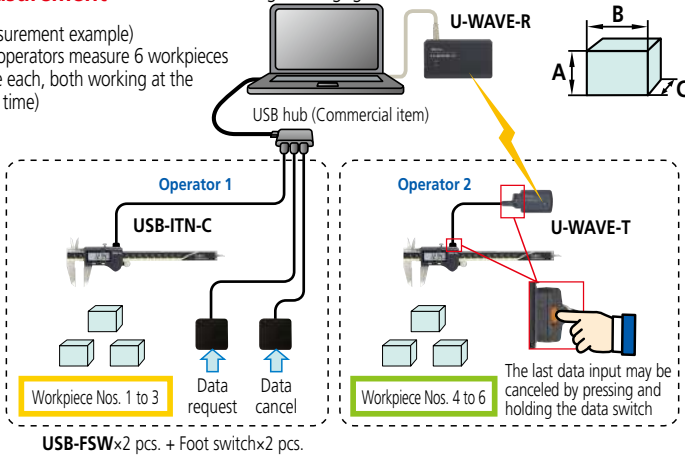 surement
U-WAVE-R
B
A
C
surement example)
operators measure 6 workpieces
e each, both working at the
time)
USB hub (Commercial item)
Operator 1
USB-ITN-C
Operator 2
U-WAVE-T
Workpiece Nos. 1 to 3
Data
request
Data
cancel
Workpiece Nos. 4 to 6
The last data input may be
canceled by pressing and
holding the data switch
USB-FSW×2 pcs. + Foot switch×2 pcs.